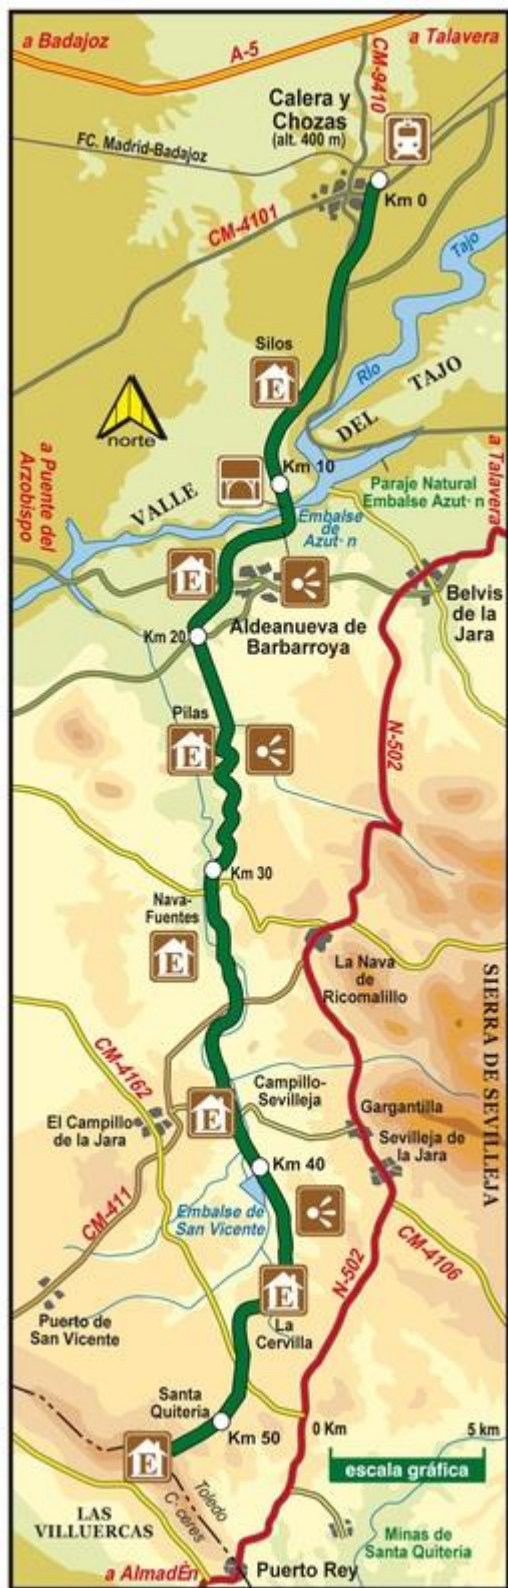 a Badajoz
A-5
a Talavera
CM-9410
Calera y
Chozas
(alt. 400 m)
FC. Madrid-Badajoz
Km 0
CM-4101
Tajo
Silos
E
Río
VALLE
DEL
TAJO
norte
a Puente del
Arzobispo
Km 10
a Talavera
Paraje Natural
Embalse Azut·n
Embalse
de
Azut·n
E
Belvis
de la
Jara
Km 20
Aldeanueva de
Barbarroya
Pilas
E
N-502
Km 30
Nava-
Fuentes
E
La Nava
de
Ricomalillo
SIERRA DE SEVILLEJA
CM-4162
Campillo-
Sevilleja
E
El Campillo
de la Jara
Gargantilla
Sevilleja de
la Jara
Km 40
CM-411
Embalse de
San Vicente
N-502
CM-4106
E
La
Cervilla
Puerto de
San Vicente
Santa
Quiteria
Km 50
E
0 Km
5 km
escala gráfica
Toledo
C·ceres
LAS
VILLUERCAS
Minas de
Santa Quiteria
a AlmadÉn
Puerto Rey